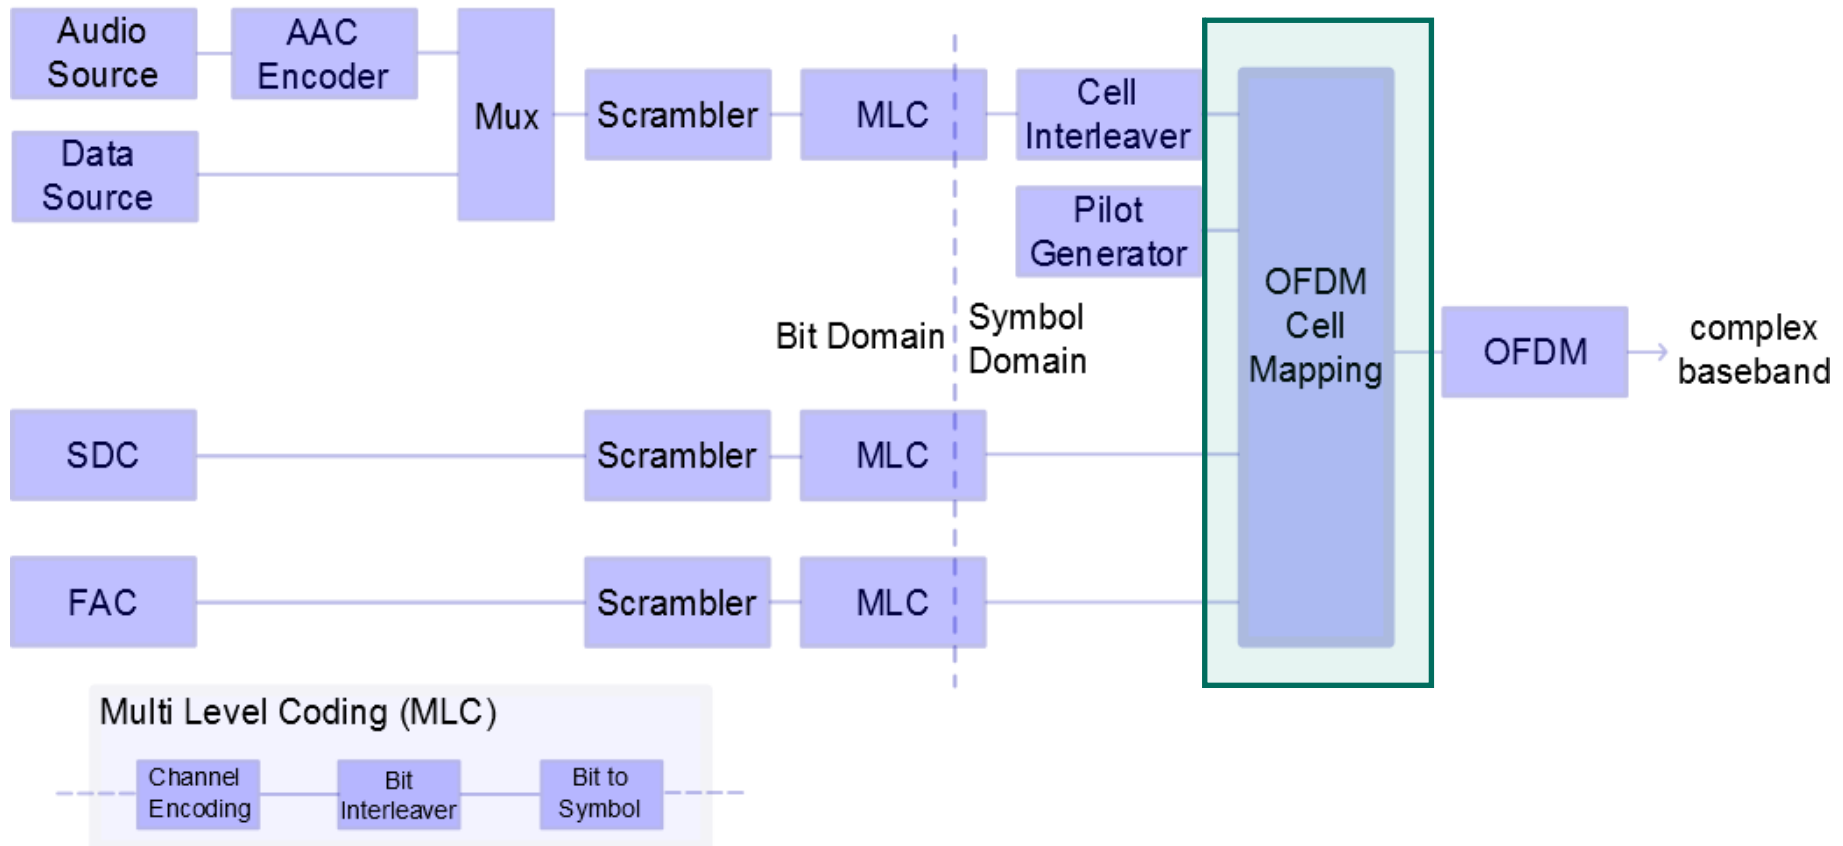 Audio
Source
AAC
Encoder
Data
Source
Mux
Scrambler
MLC
Cell
Interleaver
Pilot
Generator
Bit Domain
Symbol
Domain
OFDM
Cell
Mapping
OFDM
complex
baseband
SDC
Scrambler
MLC
FAC
Scrambler
MLC
Multi Level Coding (MLC)
Channel
Encoding
Bit
Interleaver
Bit to
Symbol